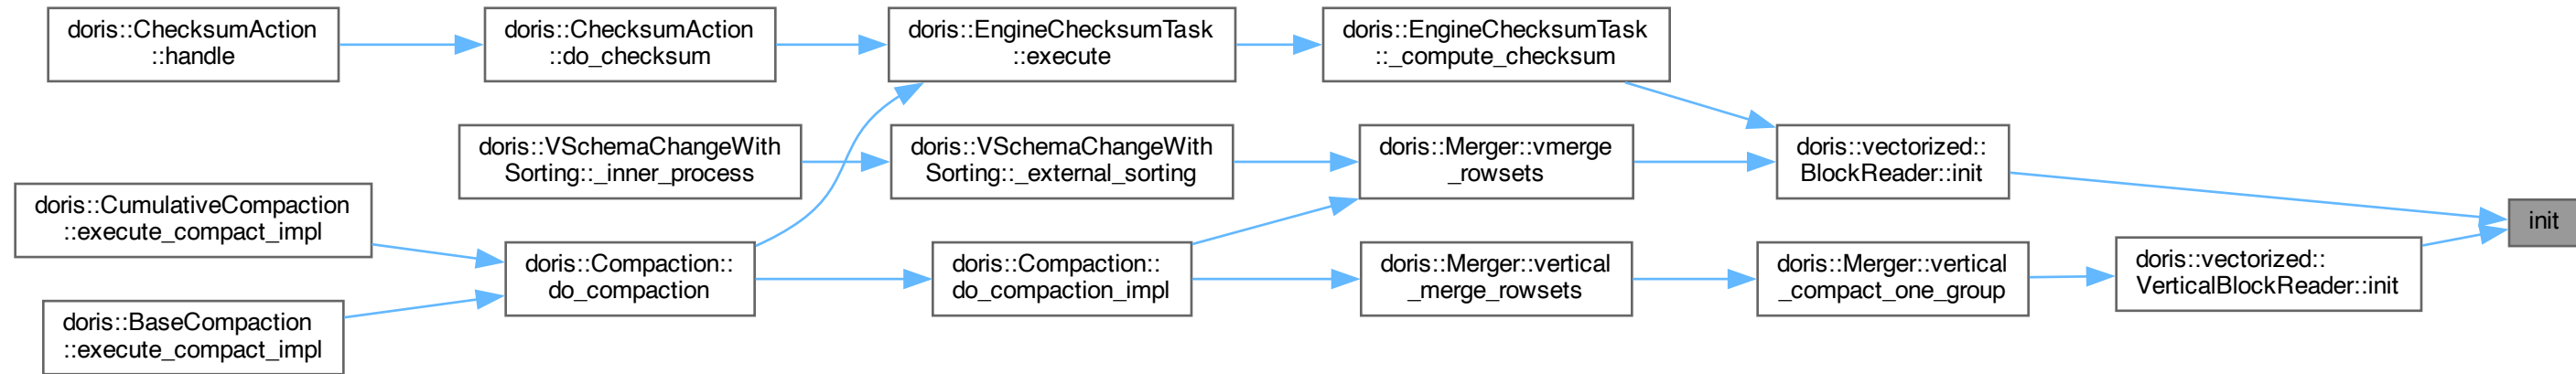 doris::ChecksumAction
::handle
doris::ChecksumAction
::do_checksum
doris::EngineChecksumTask
::execute
doris::EngineChecksumTask
::_compute_checksum
doris::VSchemaChangeWith
Sorting::_inner_process
doris::VSchemaChangeWith
Sorting::_external_sorting
doris::Merger::vmerge
_rowsets
doris::vectorized::
BlockReader::init
doris::CumulativeCompaction
::execute_compact_impl
init
doris::Compaction::
do_compaction
doris::Compaction::
do_compaction_impl
doris::Merger::vertical
_merge_rowsets
doris::Merger::vertical
_compact_one_group
doris::vectorized::
VerticalBlockReader::init
doris::BaseCompaction
::execute_compact_impl